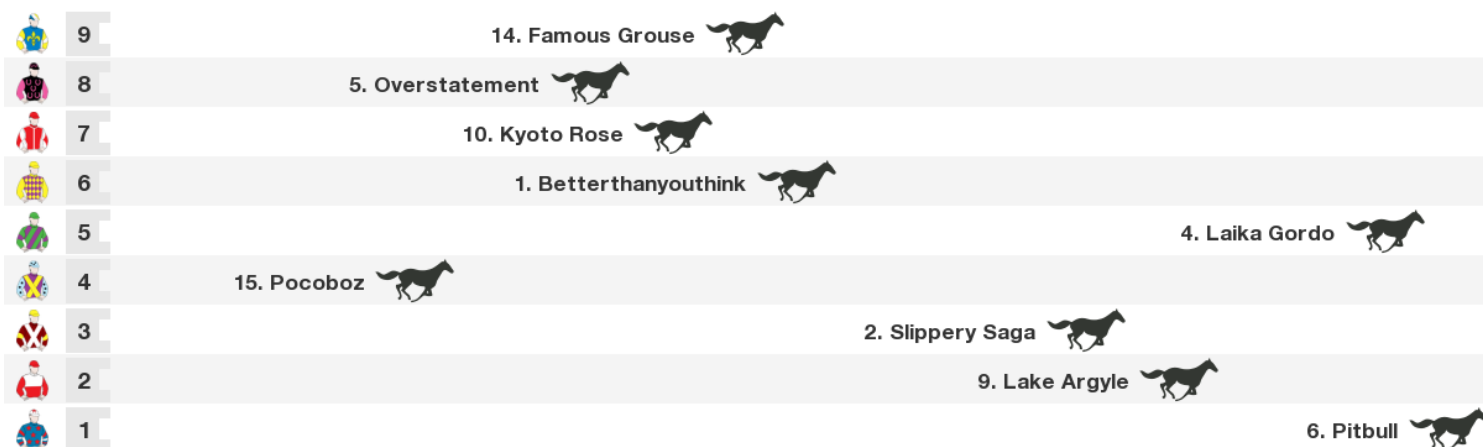 9 14. Famous Grouse
8 5. Overstatement
7 10. Kyoto Rose
6 1. Betterthanyouthink
5 4. Laika Gordo
4 15. Pocoboz
3 2. Slippery Saga
2 9. Lake Argyle
1 6. Pitbull